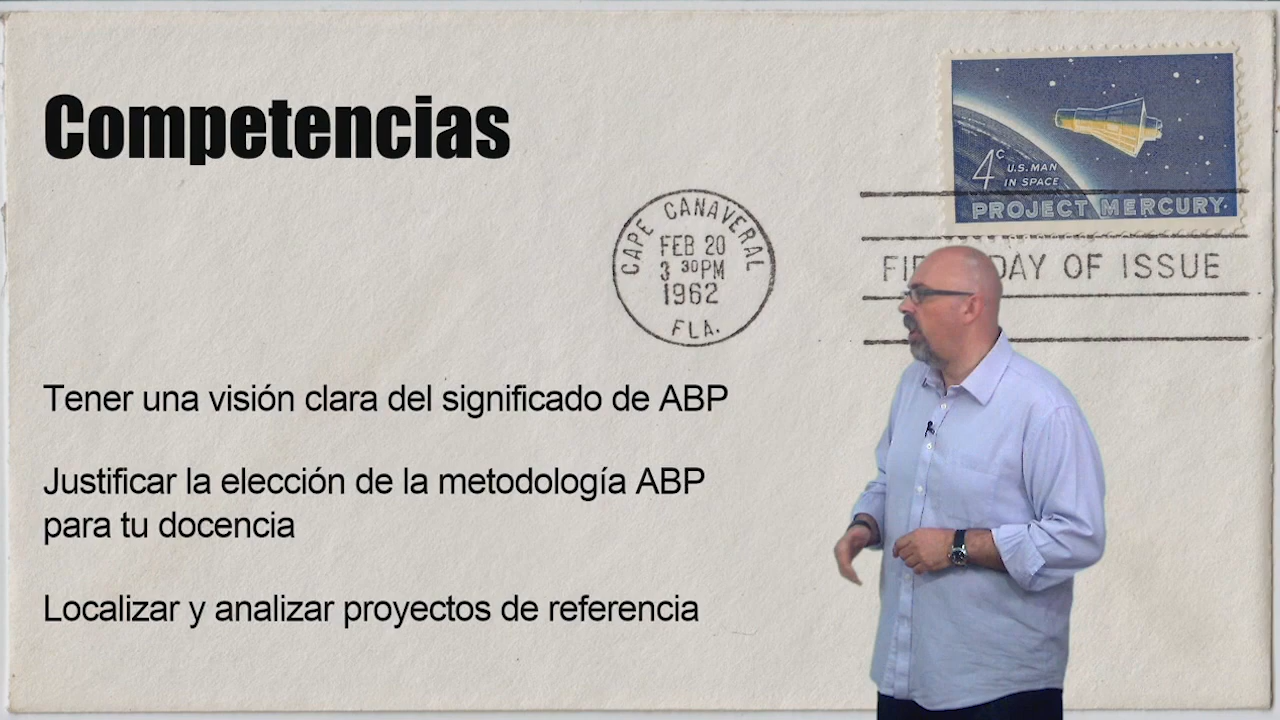 Competencias
4c
U.S. MAN
IN SPACE
PROJECT MERCURY
CAPE CANAVERAL
FEB 20
3 30PM
1962
FLA.
DAY OF ISSUE
Tener una visión clara del significado de ABP
Justificar la elección de la metodología ABP
para tu docencia
Localizar y analizar proyectos de referencia